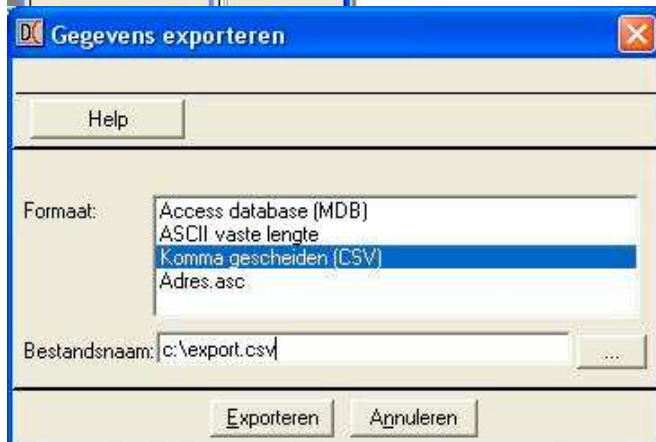 Gegevens exporteren
Help
Formaat:
Access database (MDB)
ASCII vaste lengte
Komma gescheiden (CSV)
Adres.asc
Bestandsnaam: c:\export.csv ...
Exporteren Annuleren